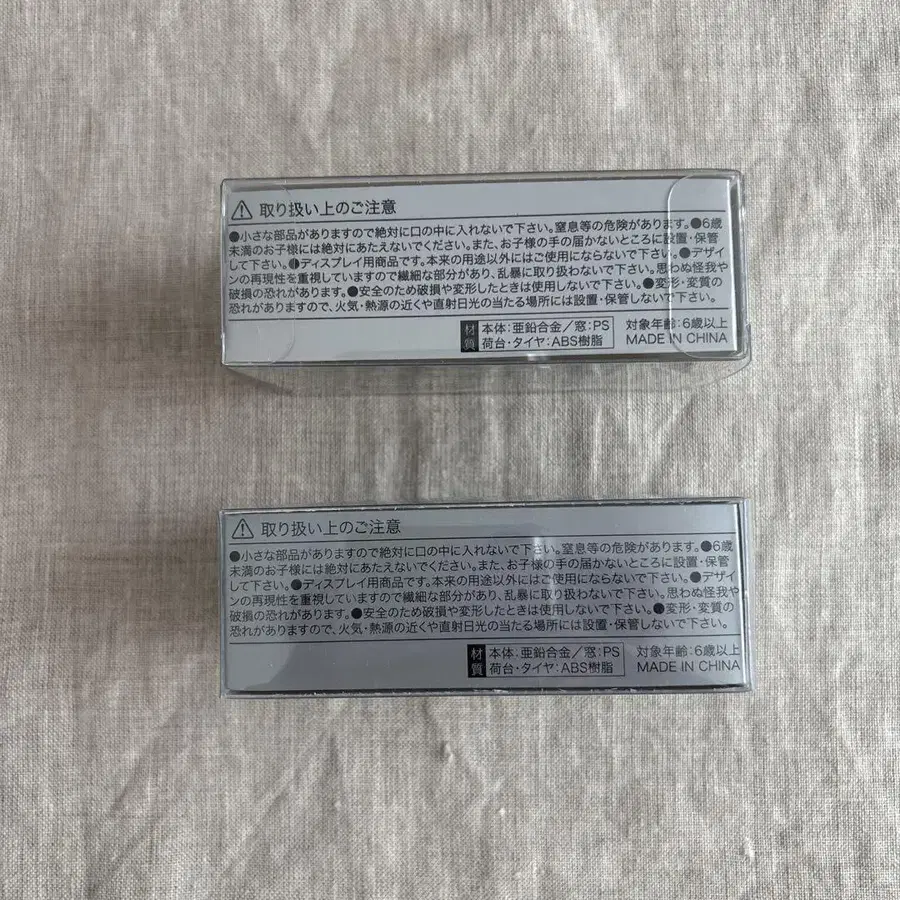 ⚠ 取り扱い上のご注意
●小さな部品がありますので絶対に口の中に入れないで下さい。窒息等の危険があります。●6歳
未満のお子様には絶対にあたえないでください。また、お子様の手の届かないところに設置・保管
して下さい。●ディスプレイ用商品です。本来の用途以外にはご使用にならないで下さい。●デザイ
ンの再現性を重視していますので繊細な部分があり、乱暴に取り扱わないで下さい。思わぬ怪我や
破損の恐れがあります。●安全のため破損や変形したときは使用しないで下さい。●変形・変質の
恐れがありますので、火気・熱源の近くや直射日光の当たる場所には設置・保管しないで下さい。
材質 本体:亜鉛合金/窓:PS 対象年齢:6歳以上
荷台・タイヤ:ABS樹脂 MADE IN CHINA
⚠ 取り扱い上のご注意
●小さな部品がありますので絶対に口の中に入れないで下さい。窒息等の危険があります。●6歳
未満のお子様には絶対にあたえないでください。また、お子様の手の届かないところに設置・保管
して下さい。●ディスプレイ用商品です。本来の用途以外にはご使用にならないで下さい。●デザイ
ンの再現性を重視していますので繊細な部分があり、乱暴に取り扱わないで下さい。思わぬ怪我や
破損の恐れがあります。●安全のため破損や変形したときは使用しないで下さい。●変形・変質の
恐れがありますので、火気・熱源の近くや直射日光の当たる場所には設置・保管しないで下さい。
材質 本体:亜鉛合金/窓:PS 対象年齢:6歳以上
荷台・タイヤ:ABS樹脂 MADE IN CHINA